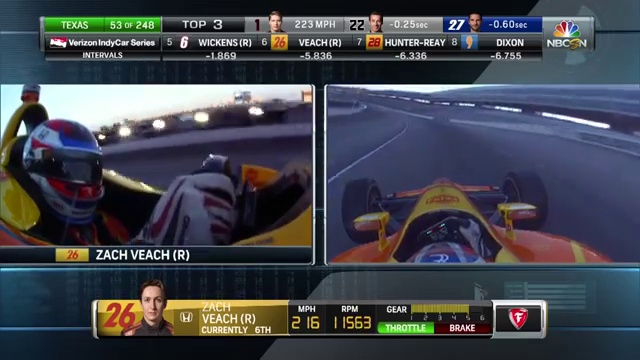 TEXAS 53 OF 248 TOP 3 1 223 MPH 22 -0.25sec 27 -0.60sec
Verizon IndyCar Series 5 6 WICKENS (R) 6 26 VEACH (R) 7 28 HUNTER-REAY 8 9 DIXON NBCSN
INTERVALS -1.869 -5.836 -6.336 -6.755
26 ZACH VEACH (R)
26 ZACH VEACH (R) CURRENTLY 6TH
MPH 216
RPM 11563
GEAR
1 2 3 4 5 6
THROTTLE BRAKE